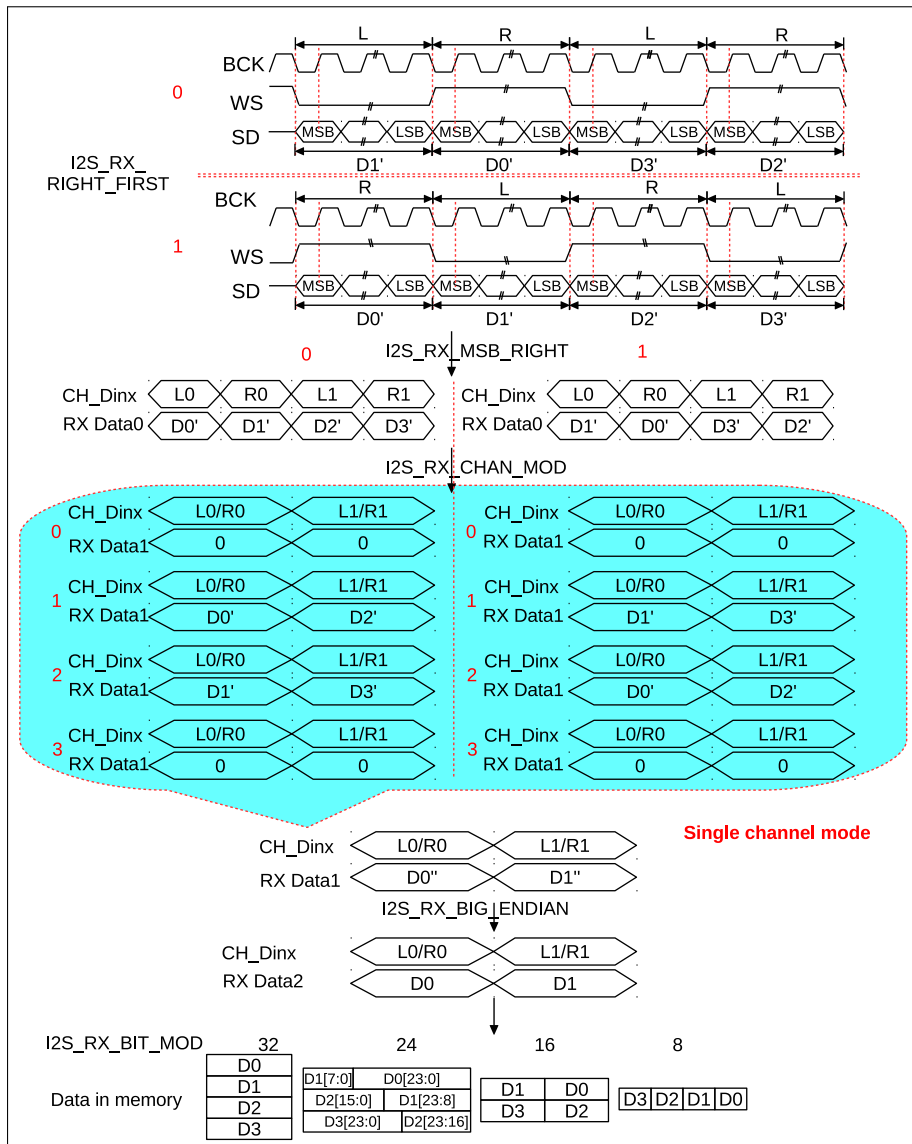 L R L R
BCK
0
WS
SD MSB LSB MSB LSB MSB LSB MSB LSB
D1' D0' D3' D2'
I2S_RX_
RIGHT_FIRST
R L R L
BCK
1
WS
SD MSB LSB MSB LSB MSB LSB MSB LSB
D0' D1' D2' D3'
0 I2S_RX_MSB_RIGHT 1
CH_Dinx L0 R0 L1 R1 CH_Dinx L0 R0 L1 R1
RX Data0 D0' D1' D2' D3' RX Data0 D1' D0' D3' D2'
I2S_RX_CHAN_MOD
CH_Dinx L0/R0 L1/R1 CH_Dinx L0/R0 L1/R1
0 0
RX Data1 0 0 RX Data1 0 0
CH_Dinx L0/R0 L1/R1 CH_Dinx L0/R0 L1/R1
1 1
RX Data1 D0' D2' RX Data1 D1' D3'
CH_Dinx L0/R0 L1/R1 CH_Dinx L0/R0 L1/R1
2 2
RX Data1 D1' D3' RX Data1 D0' D2'
CH_Dinx L0/R0 L1/R1 CH_Dinx L0/R0 L1/R1
3 3
RX Data1 0 0 RX Data1 0 0
Single channel mode
CH_Dinx L0/R0 L1/R1
RX Data1 D0'' D1''
I2S_RX_BIG_ENDIAN
CH_Dinx L0/R0 L1/R1
RX Data2 D0 D1
I2S_RX_BIT_MOD 32 24 16 8
Data in memory
D0
D1
D2
D3
D1[7:0] D0[23:0]
D2[15:0] D1[23:8]
D3[23:0] D2[23:16]
D1 D0
D3 D2
D3 D2 D1 D0